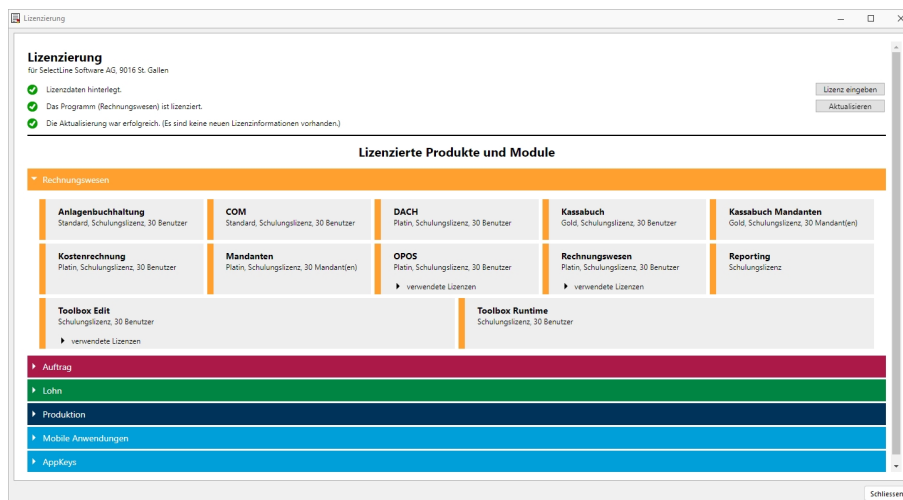 Lizenzierung
Lizenzierung
für SelectLine Software AG, 9016 St. Gallen
Lizenzdaten hinterlegt.
Lizenz eingeben
Das Programm (Rechnungswesen) ist lizenziert.
Aktualisieren
Die Aktualisierung war erfolgreich. (Es sind keine neuen Lizenzinformationen vorhanden.)
Lizenzierte Produkte und Module
Rechnungswesen
Anlagenbuchhaltung
Standard, Schulungslizenz, 30 Benutzer
COM
Standard, Schulungslizenz, 30 Benutzer
DACH
Platin, Schulungslizenz, 30 Benutzer
Kassabuch
Gold, Schulungslizenz, 30 Benutzer
Kassabuch Mandanten
Gold, Schulungslizenz, 30 Mandant(en)
Kostenrechnung
Platin, Schulungslizenz, 30 Benutzer
Mandanten
Platin, Schulungslizenz, 30 Mandant(en)
OPOS
Platin, Schulungslizenz, 30 Benutzer
verwendete Lizenzen
Rechnungswesen
Platin, Schulungslizenz, 30 Benutzer
verwendete Lizenzen
Reporting
Schulungslizenz
Toolbox Edit
Schulungslizenz, 30 Benutzer
verwendete Lizenzen
Toolbox Runtime
Schulungslizenz, 30 Benutzer
Auftrag
Lohn
Produktion
Mobile Anwendungen
AppKeys
Schliessen